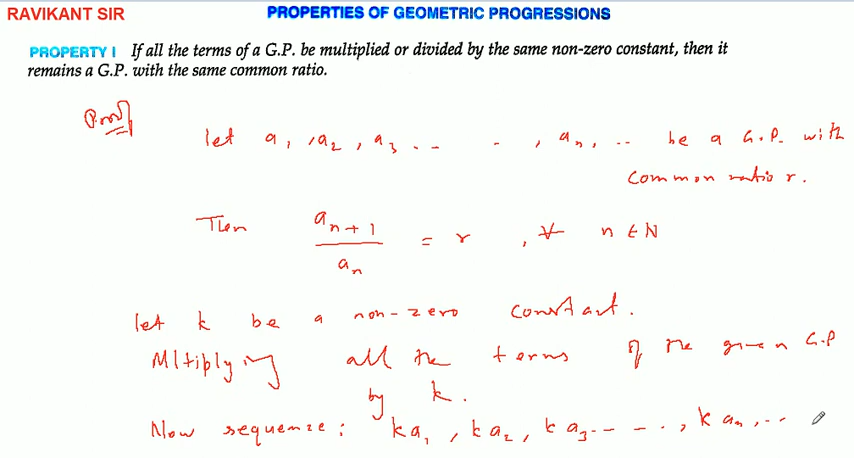 RAVIKANT SIR
PROPERTIES OF GEOMETRIC PROGRESSIONS
PROPERTY I If all the terms of a G.P. be multiplied or divided by the same non-zero constant, then it
remains a G.P. with the same common ratio.
Proof
let a₁, a₂, a₃ .. . , aₙ, .. be a G.P. with
common ratio r.
Then aₙ₊₁/aₙ = r , ∀ n ∈ N
let k be a non-zero constant.
Mltiplying all the terms of the given G.P
by k.
Now sequence: ka₁, ka₂, ka₃ -- - .., kaₙ, ..